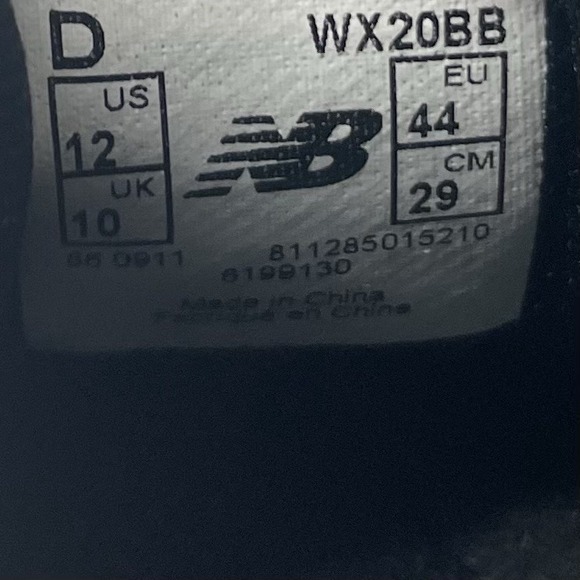 D WX20BB
US EU
12 44
UK CM
10 29
811285015210
6199130
Made in China
Fabriqué en Chine